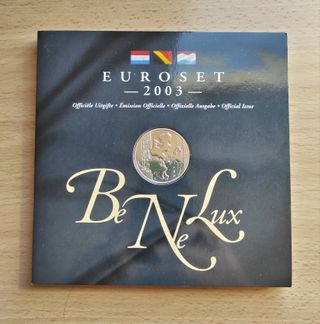 EUROSET
2003
Officiële Uitgifte • Émission Officielle • Offizielle Ausgabe • Official Issue
Be Ne Lux